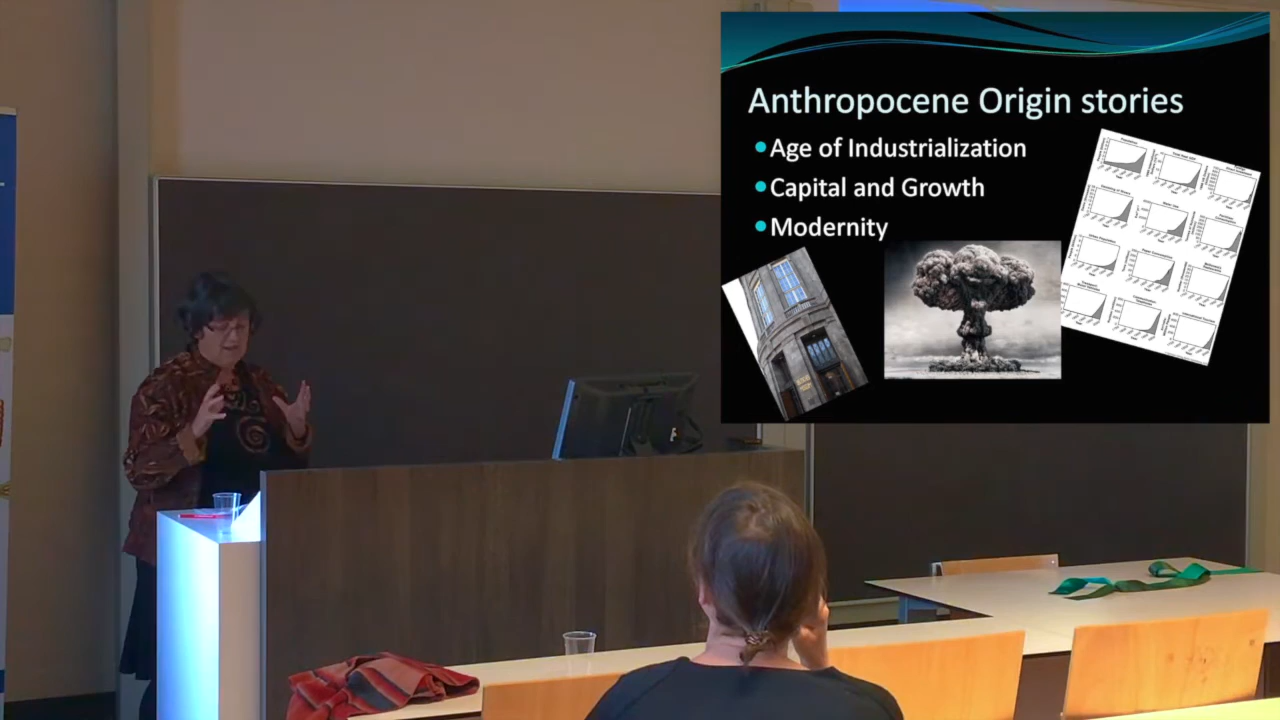 Anthropocene Origin stories
Age of Industrialization
Capital and Growth
Modernity